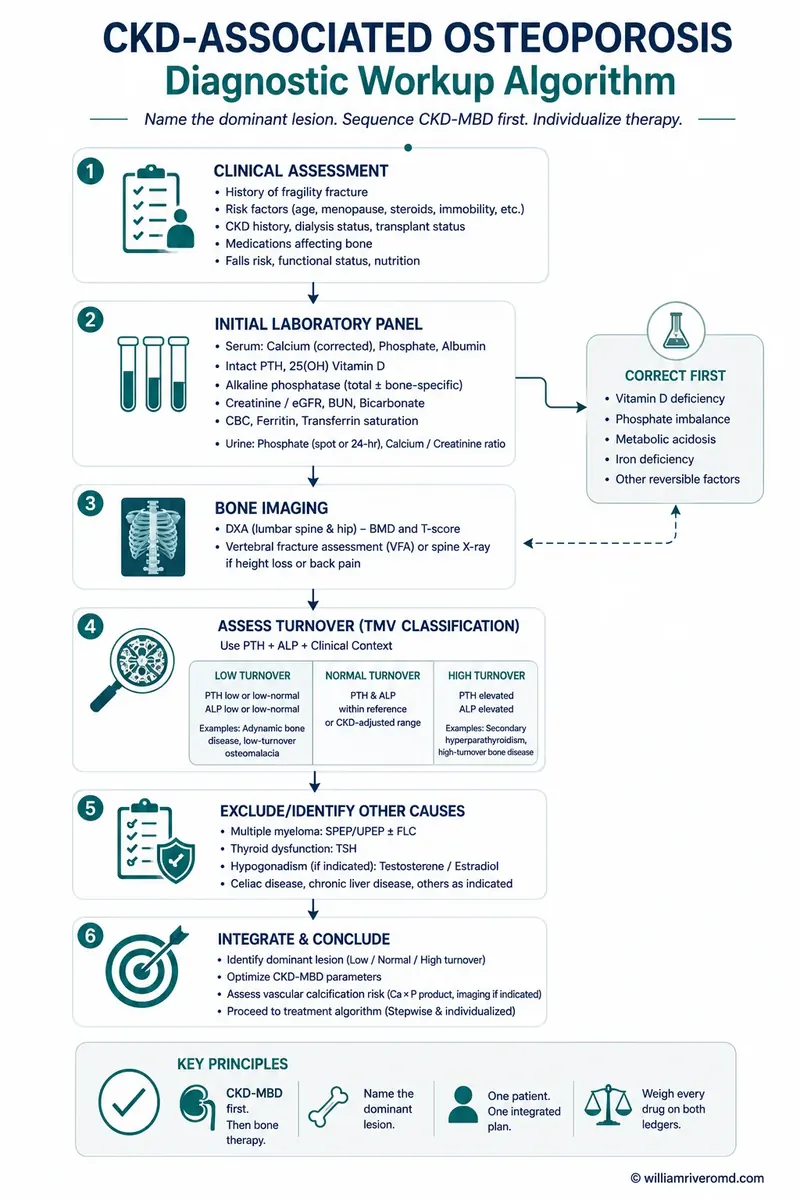 CKD-ASSOCIATED OSTEOPOROSIS
Diagnostic Workup Algorithm
Name the dominant lesion. Sequence CKD-MBD first. Individualize therapy.
1
CLINICAL ASSESSMENT
• History of fragility fracture
• Risk factors (age, menopause, steroids, immobility, etc.)
• CKD history, dialysis status, transplant status
• Medications affecting bone
• Falls risk, functional status, nutrition
2
INITIAL LABORATORY PANEL
• Serum: Calcium (corrected), Phosphate, Albumin
• Intact PTH, 25(OH) Vitamin D
• Alkaline phosphatase (total ± bone-specific)
• Creatinine / eGFR, BUN, Bicarbonate
• CBC, Ferritin, Transferrin saturation
• Urine: Phosphate (spot or 24-hr), Calcium / Creatinine ratio
CORRECT FIRST
• Vitamin D deficiency
• Phosphate imbalance
• Metabolic acidosis
• Iron deficiency
• Other reversible factors
3
BONE IMAGING
• DXA (lumbar spine & hip) – BMD and T-score
• Vertebral fracture assessment (VFA) or spine X-ray
if height loss or back pain
4
ASSESS TURNOVER (TMV CLASSIFICATION)
Use PTH + ALP + Clinical Context
LOW TURNOVER
PTH low or low-normal
ALP low or low-normal
Examples: Adynamic bone
disease, low-turnover
osteomalacia
NORMAL TURNOVER
PTH & ALP
within reference
or CKD-adjusted range
HIGH TURNOVER
PTH elevated
ALP elevated
Examples: Secondary
hyperparathyroidism,
high-turnover bone disease
5
EXCLUDE/IDENTIFY OTHER CAUSES
• Multiple myeloma: SPEP/UPEP ± FLC
• Thyroid dysfunction: TSH
• Hypogonadism (if indicated): Testosterone / Estradiol
• Celiac disease, chronic liver disease, others as indicated
6
INTEGRATE & CONCLUDE
• Identify dominant lesion (Low / Normal / High turnover)
• Optimize CKD-MBD parameters
• Assess vascular calcification risk (Ca × P product, imaging if indicated)
• Proceed to treatment algorithm (Stepwise & individualized)
KEY PRINCIPLES
CKD-MBD
first.
Then bone
therapy.
Name the
dominant
lesion.
One patient.
One integrated
plan.
Weigh every
drug on both
ledgers.
© williamriveromd.com